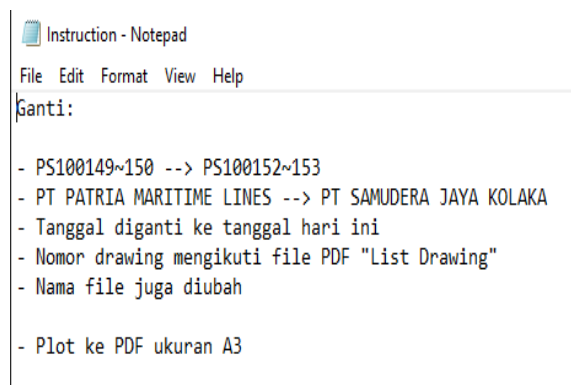 Instruction - Notepad
File Edit Format View Help
Ganti:
- PS100149~150 --> PS100152~153
- PT PATRIA MARITIME LINES --> PT SAMUDERA JAYA KOLAKA
- Tanggal diganti ke tanggal hari ini
- Nomor drawing mengikuti file PDF "List Drawing"
- Nama file juga diubah
- Plot ke PDF ukuran A3